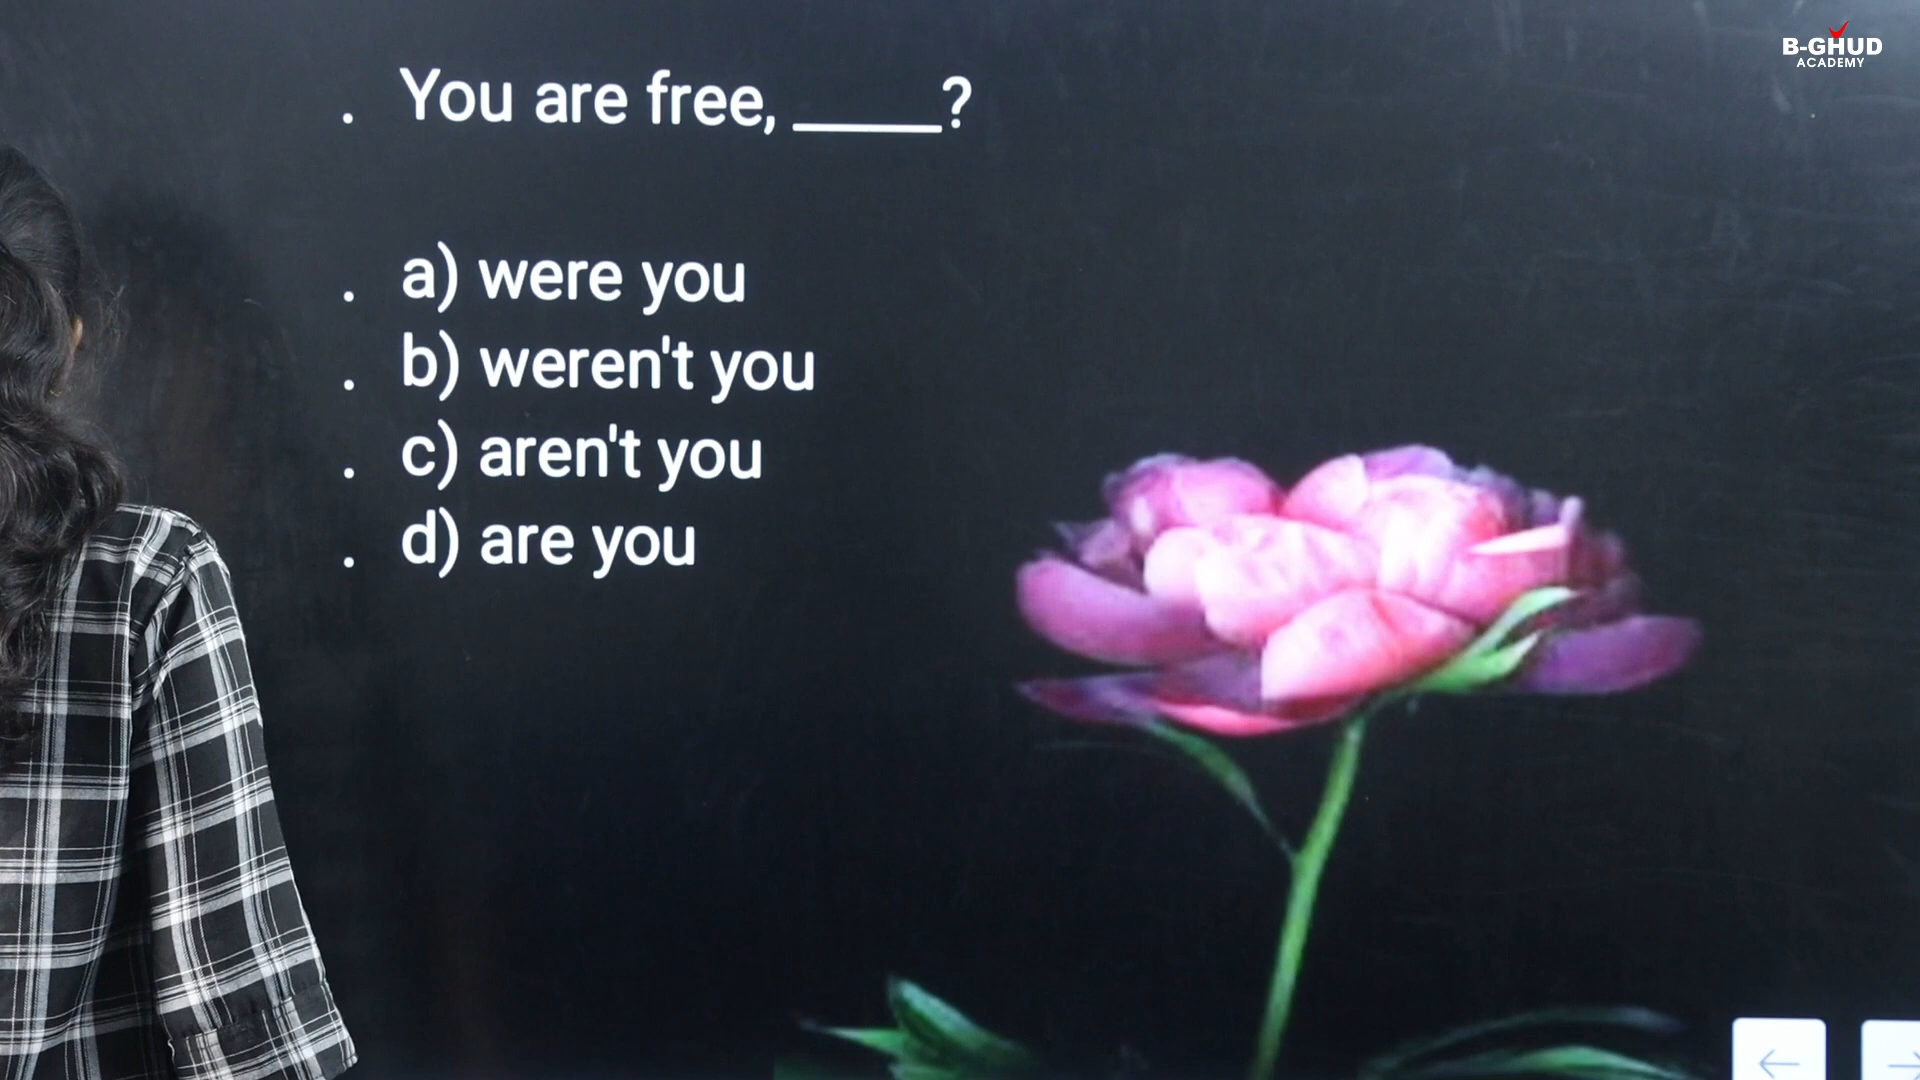 B-GHUD
ACADEMY
. You are free, _____?
. a) were you
. b) weren't you
. c) aren't you
. d) are you